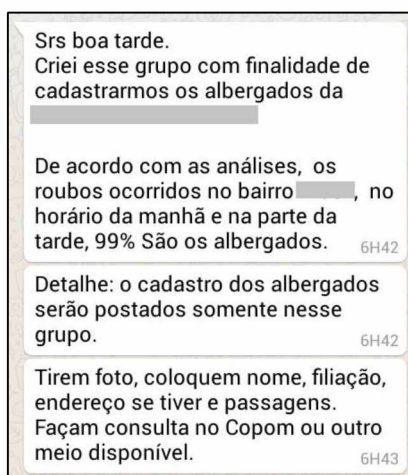 Srs boa tarde.
Criei esse grupo com finalidade de
cadastrarmos os albergados da
De acordo com as análises, os
roubos ocorridos no bairro , no
horário da manhã e na parte da
tarde, 99% São os albergados. 6H42
Detalhe: o cadastro dos albergados
serão postados somente nesse
grupo. 6H42
Tirem foto, coloquem nome, filiação,
endereço se tiver e passagens.
Façam consulta no Copom ou outro
meio disponível. 6H43